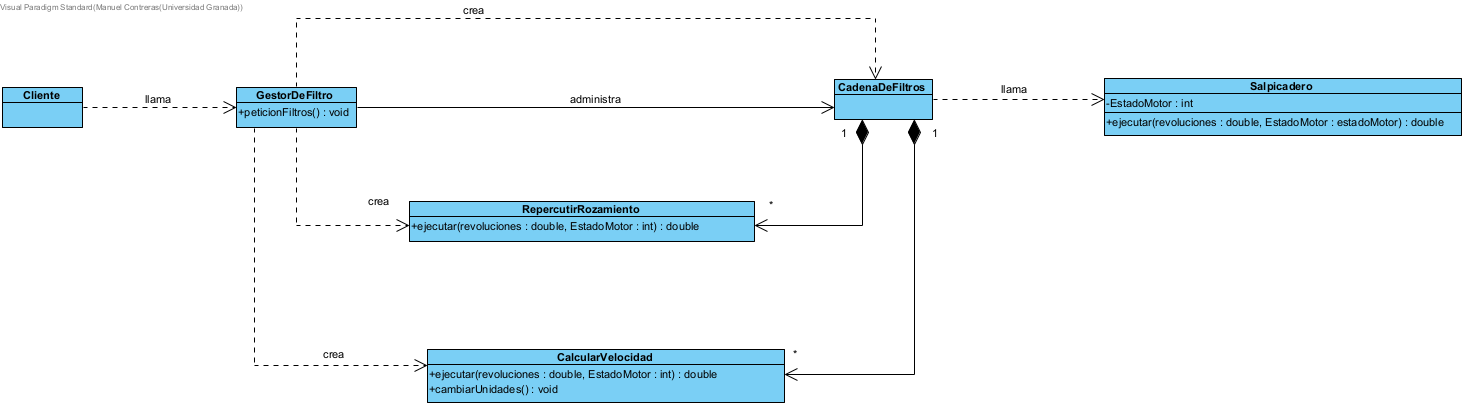 Visual Paradigm Standard(Manuel Contreras(Universidad Granada))
crea
Cliente
llama
GestorDeFiltro
+peticionFiltros() : void
administra
CadenaDeFiltros
llama
Salpicadero
-EstadoMotor : int
+ejecutar(revoluciones : double, EstadoMotor : estadoMotor) : double
1
1
crea
RepercutirRozamiento
+ejecutar(revoluciones : double, EstadoMotor : int) : double
*
crea
CalcularVelocidad
+ejecutar(revoluciones : double, EstadoMotor : int) : double
+cambiarUnidades() : void
*